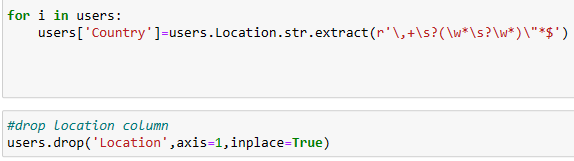 for i in users:
    users['Country']=users.Location.str.extract(r'\,+\s?(\w*\s?\w*)\"*$')
#drop location column
users.drop('Location',axis=1,inplace=True)